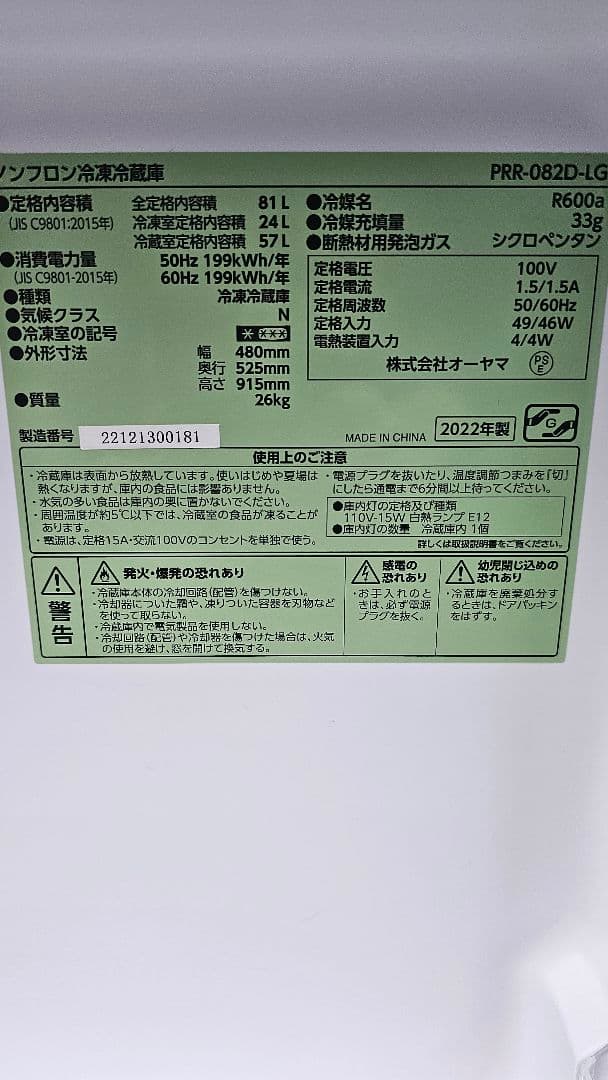 ノンフロン冷凍冷蔵庫 PRR-082D-LG
●定格内容積 全定格内容積 81L
(JIS C9801:2015年) 冷凍室定格内容積 24L
冷蔵室定格内容積 57L
●消費電力量 50Hz 199kWh/年
(JIS C9801-2015年) 60Hz 199kWh/年
●種類 冷凍冷蔵庫
●気候クラス N
●冷凍室の記号
●外形寸法 幅 480mm
奥行 525mm
高さ 915mm
●質量 26kg
●冷媒名 R600a
●冷媒充填量 33g
●断熱材用発泡ガス シクロペンタン
定格電圧 100V
定格電流 1.5/1.5A
定格周波数 50/60Hz
定格入力 49/46W
電熱装置入力 4/4W
株式会社オーヤマ PSE
製造番号 22121300181 MADE IN CHINA 2022年製 G
使用上のご注意
・冷蔵庫は表面から放熱しています。使いはじめや夏場は
熱くなりますが、庫内の食品には影響ありません。
・水気の多い食品は庫内の奥に置かないでください。
・周囲温度が約5℃以下では、冷蔵室の食品が凍ることが
あります。
・電源は、定格15A・交流100Vのコンセントを単独で使う。
・電源プラグを抜いたり、温度調節つまみを「切」
にしたら通電まで6分間以上待ってください。
●庫内灯の定格及び種類
110V-15W 白熱ランプ E12
●庫内灯の数量 冷蔵庫内 1個
詳しくは取扱説明書をご覧ください。
警告
発火・爆発の恐れあり
・冷蔵庫本体の冷却回路(配管)を傷つけない。
・冷却器についた霜や、凍りついた容器を刃物など
を使って取らない。
・冷蔵庫内で電気製品を使用しない。
・冷却回路(配管)や冷却器を傷つけた場合は、火気
の使用を避け、窓を開けて換気する。
感電の
恐れあり
・お手入れのと
きは、必ず電源
プラグを抜く。
幼児閉じ込めの
恐れあり
・冷蔵庫を廃棄処分す
るときは、ドアパッキン
をはずす。